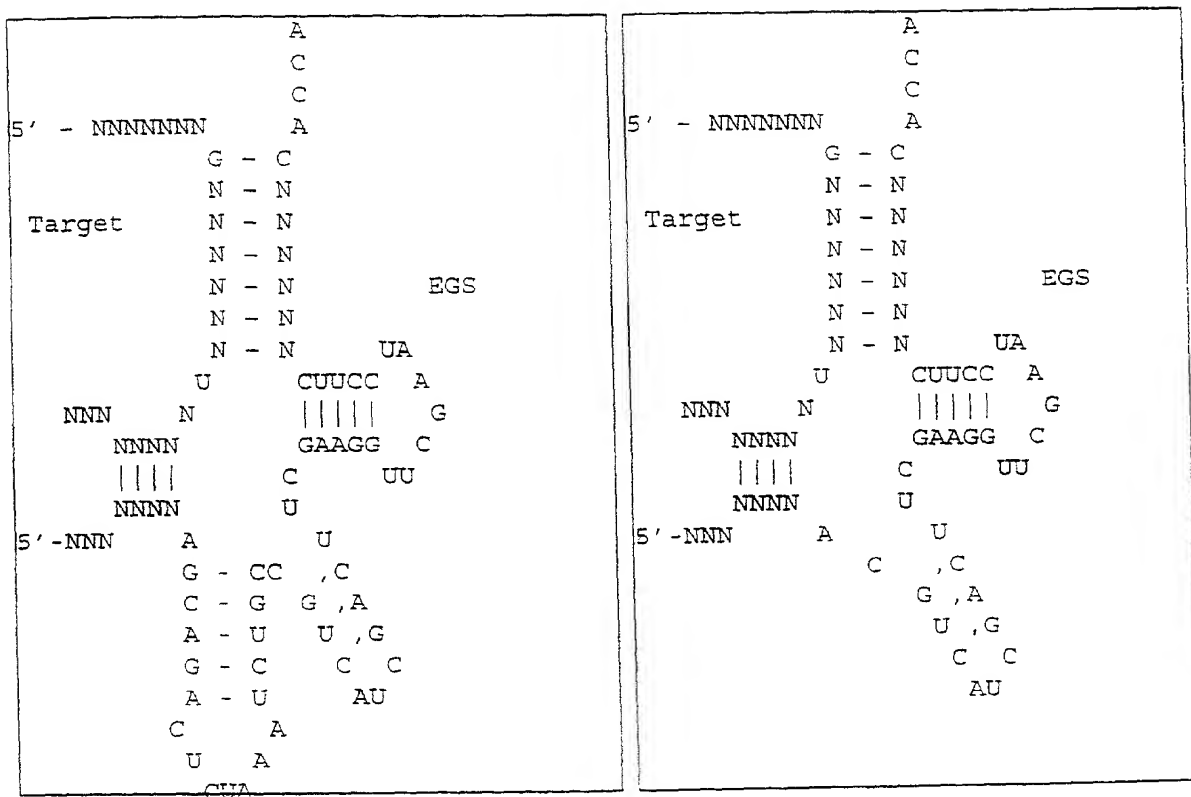 A
C
C
5' - NNNNNNN A
G - C
N - N
Target N - N
N - N
N - N EGS
N - N
N - N UA
U CUUCC A
NNN N ||||| G
NNNN GAAGG C
|||| C UU
NNNN U
5'-NNN A U
G - CC ,C
C - G G ,A
A - U U ,G
G - C C C
A - U AU
C A
U A
CUA
A
C
C
5' - NNNNNNN A
G - C
N - N
Target N - N
N - N
N - N EGS
N - N
N - N UA
U CUUCC A
NNN N ||||| G
NNNN GAAGG C
|||| C UU
NNNN U
5'-NNN A U
C ,C
G ,A
U ,G
C C
AU